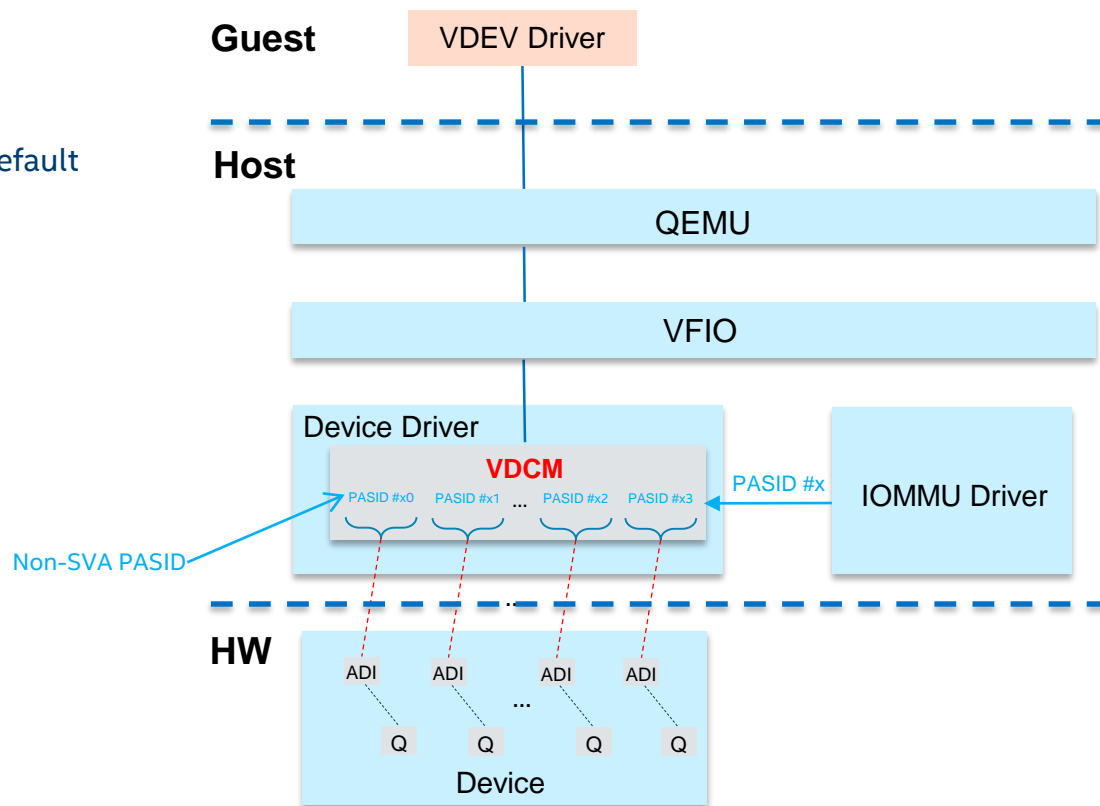 Guest
VDEV Driver
efault
Host
QEMU
VFIO
Device Driver
VDCM
PASID #x0 PASID #x1 ... PASID #x2 PASID #x3
PASID #x
IOMMU Driver
Non-SVA PASID
...
HW
ADI ADI ADI ADI
...
Q Q Q Q
Device